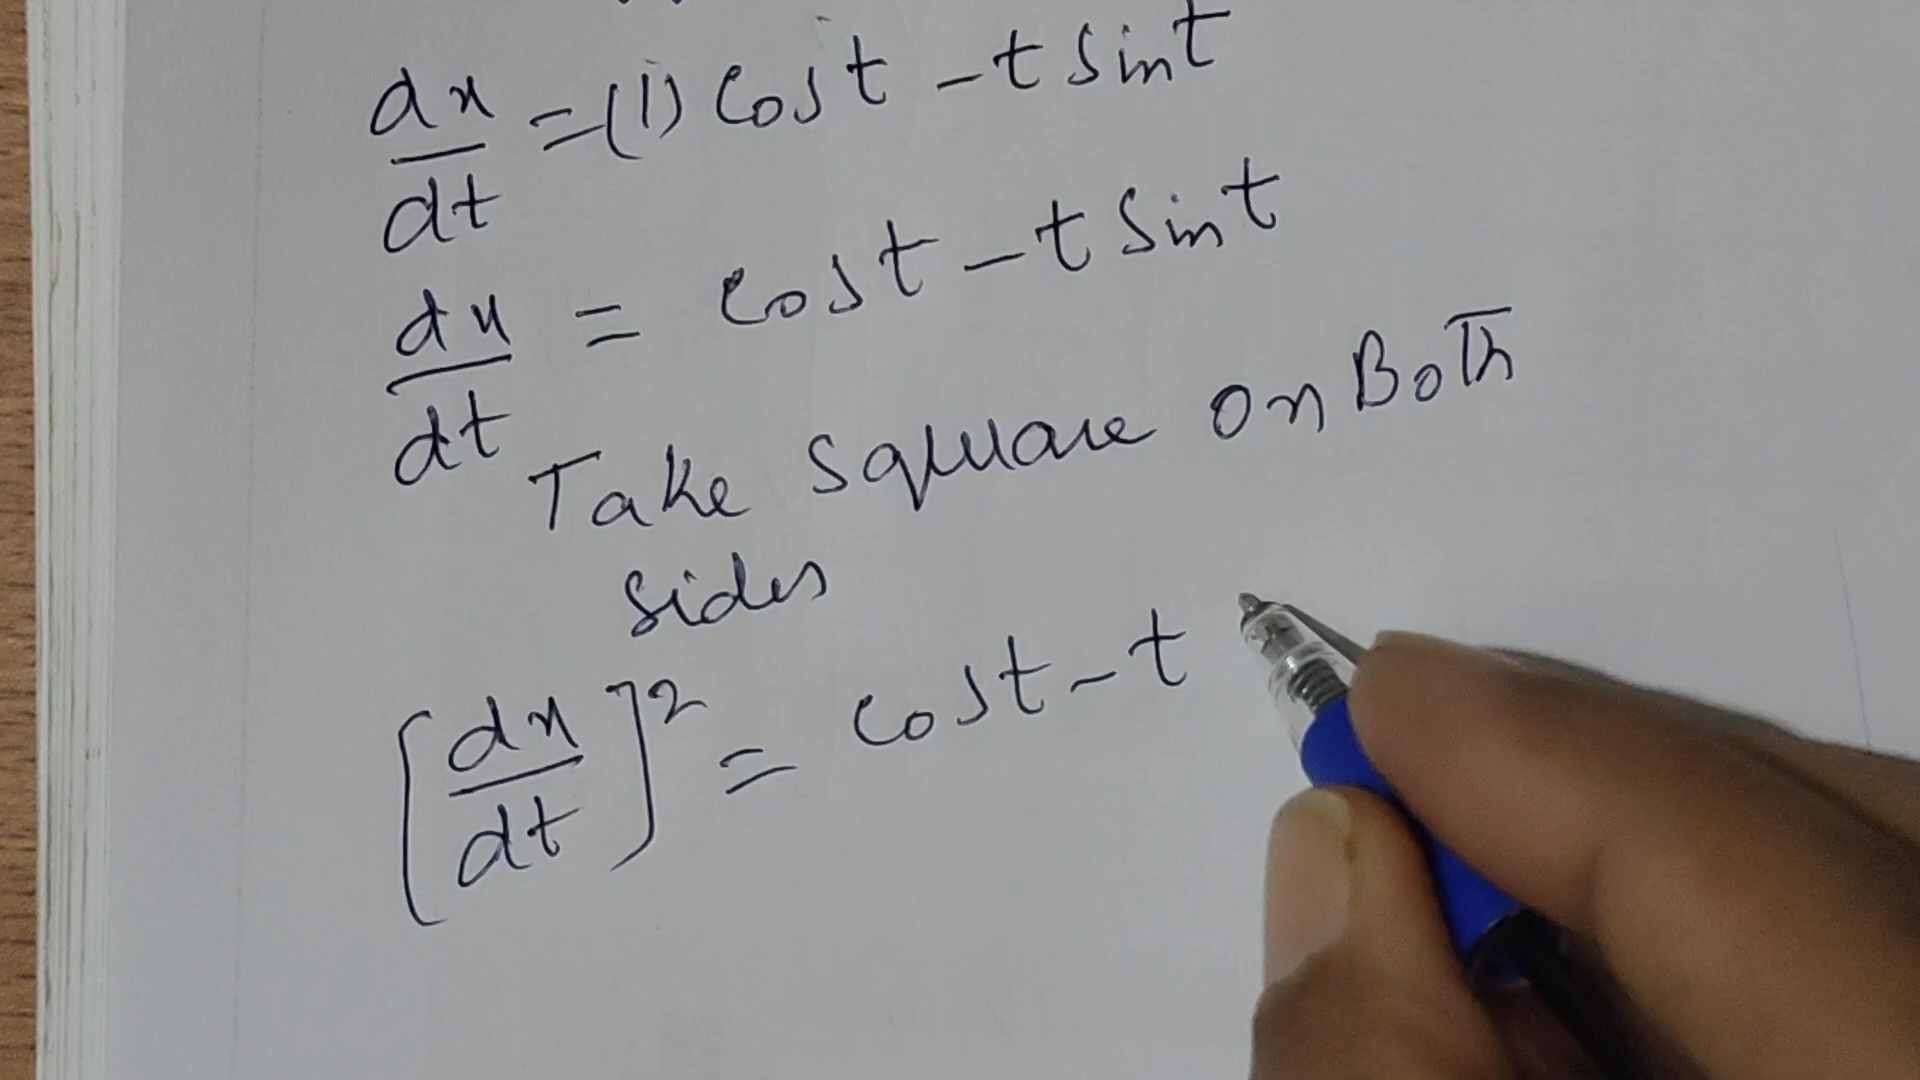 dx/dt = (1) Cost - t Sint
dx/dt = Cost - t Sint
Take square on Both
sides
[dx/dt]² = Cost - t